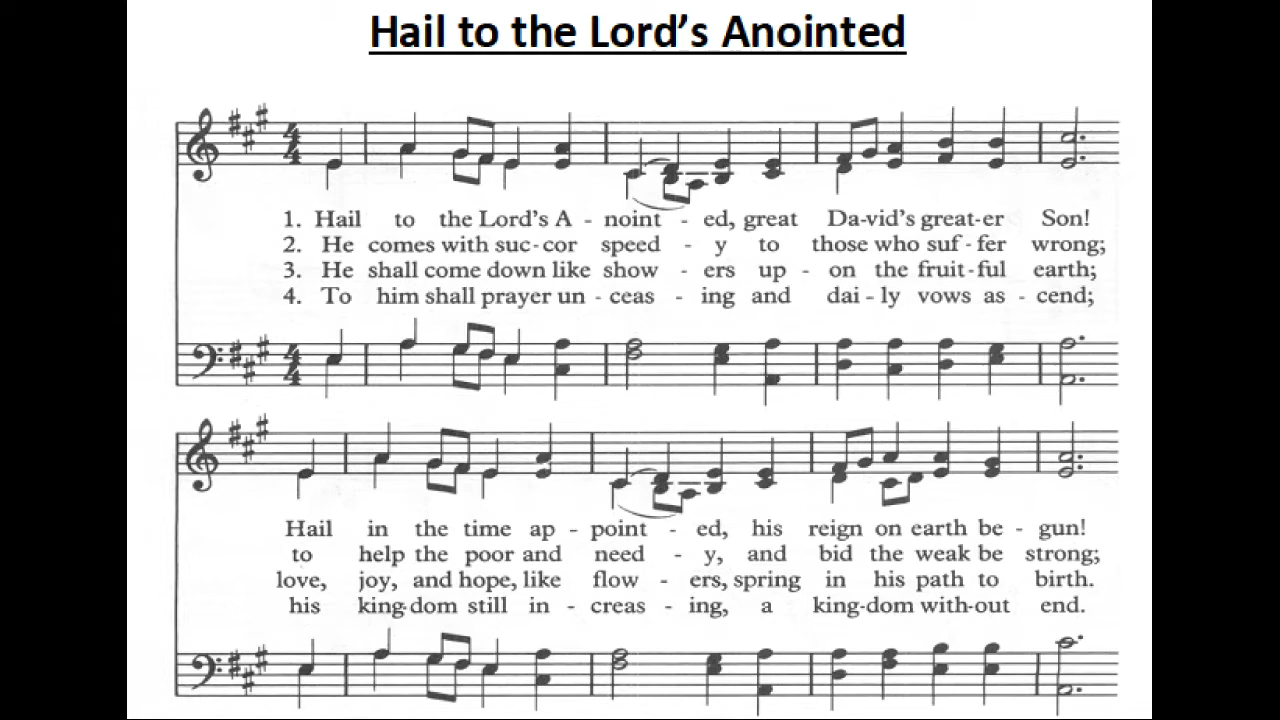 Hail to the Lord's Anointed
1. Hail to the Lord's A - noint - ed, great Da-vid's great-er Son!
2. He comes with suc-cor speed - y to those who suf-fer wrong;
3. He shall come down like show - ers up - on the fruit-ful earth;
4. To him shall prayer un - ceas - ing and dai-ly vows as - cend;
Hail in the time ap - point - ed, his reign on earth be - gun!
to help the poor and need - y, and bid the weak be strong;
love, joy, and hope, like flow - ers, spring in his path to birth.
his king-dom still in - creas - ing, a king-dom with-out end.